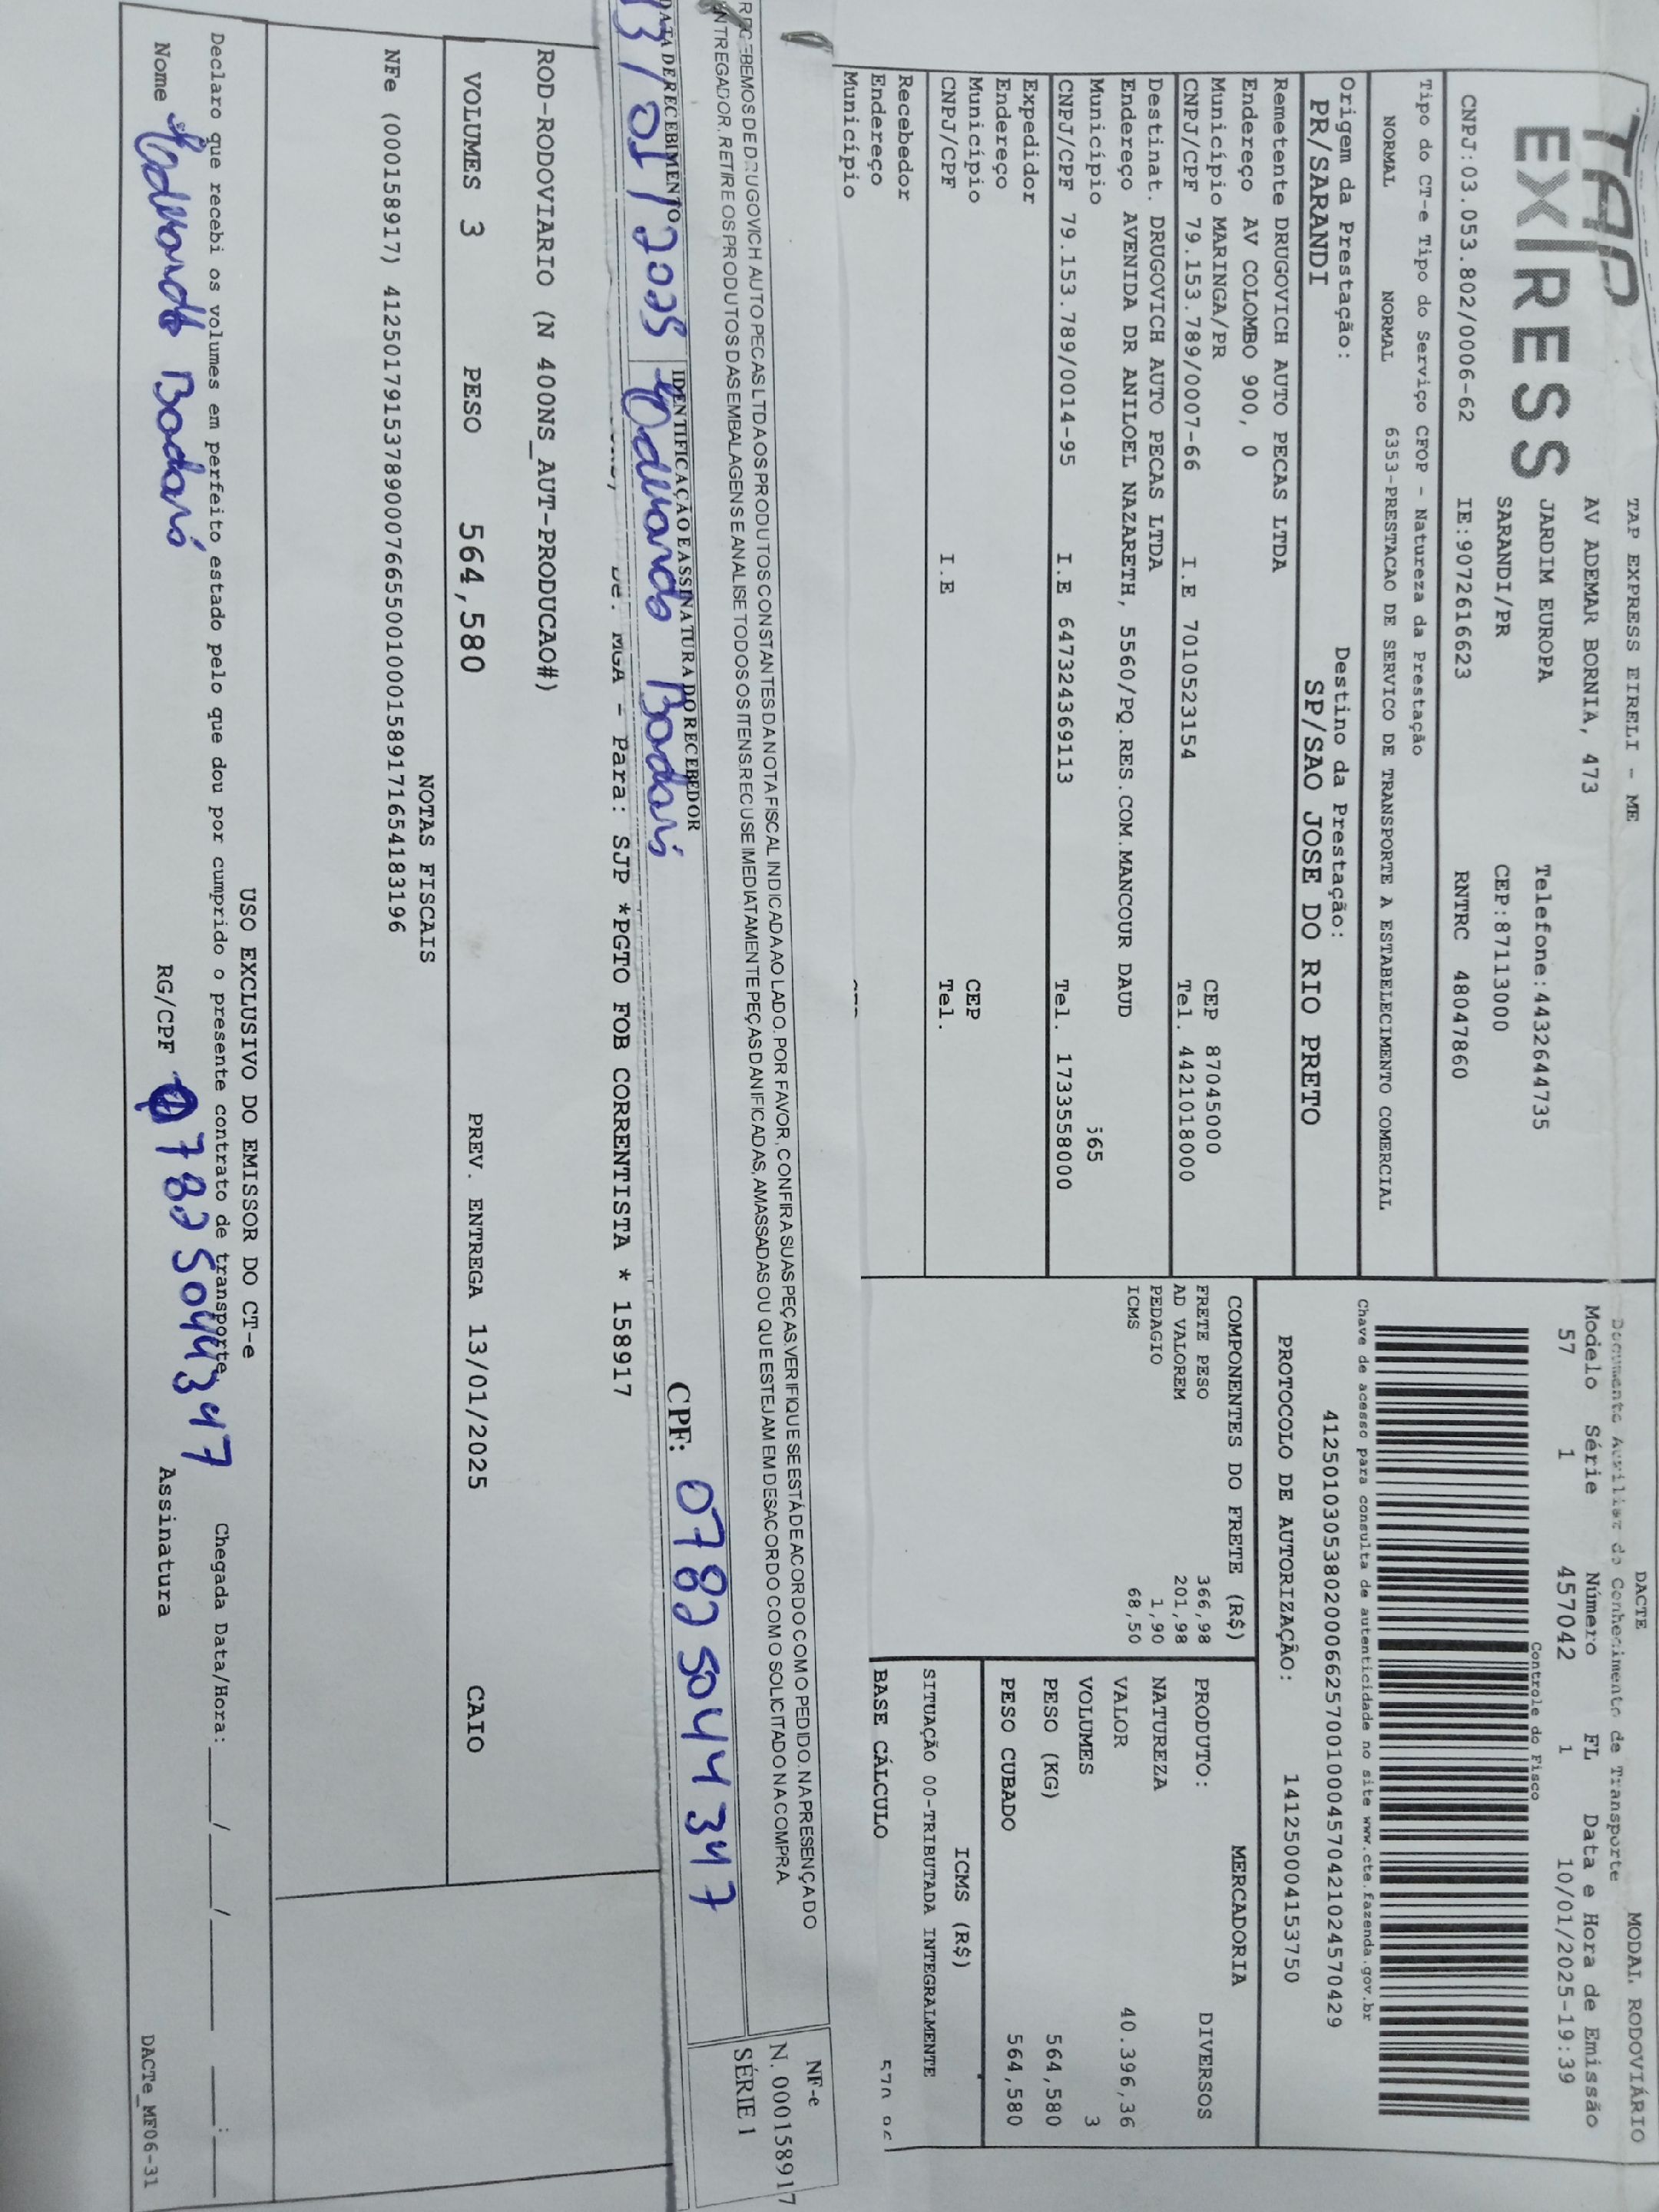 TAP
EXPRESS
TAP EXPRESS EIRELI - ME
AV ADEMAR BORNIA, 473
JARDIM EUROPA Telefone:4432644735
SARANDI/PR CEP:87113000
CNPJ:03.053.802/0006-62 IE:9072616623 RNTRC 48047860
Tipo do CT-e Tipo do Serviço CFOP - Natureza da Prestação
NORMAL NORMAL 6353-PRESTACAO DE SERVICO DE TRANSPORTE A ESTABELECIMENTO COMERCIAL
Origem da Prestação: Destino da Prestação:
PR/SARANDI SP/SAO JOSE DO RIO PRETO
Remetente DRUGOVICH AUTO PECAS LTDA
Endereço AV COLOMBO 900, 0
Município MARINGA/PR CEP 87045000
CNPJ/CPF 79.153.789/0007-66 I.E 7010523154 Tel. 4421018000
Destinat. DRUGOVICH AUTO PECAS LTDA
Endereço AVENIDA DR ANILOEL NAZARETH, 5560/PQ.RES.COM.MANCOUR DAUD
Município 565
CNPJ/CPF 79.153.789/0014-95 I.E 647324369113 Tel. 1733558000
Expedidor
Endereço
Município CEP
CNPJ/CPF I.E Tel.
Recebedor
Endereço
Município
DACTE MODAL RODOVIÁRIO
Documento Auxiliar do Conhecimento de Transporte
Modelo Série Número FL Data e Hora de Emissão
57 1 457042 1 10/01/2025-19:39
Controle do Fisco
Chave de acesso para consulta de autenticidade no site www.cte.fazenda.gov.br
41250103053802000662570010004570421024570429
PROTOCOLO DE AUTORIZAÇÃO: 141250004153750
COMPONENTES DO FRETE (R$)
FRETE PESO 366,98
AD VALOREM 201,98
PEDAGIO 1,90
ICMS 68,50
MERCADORIA
PRODUTO: DIVERSOS
NATUREZA
VALOR 40.396,36
VOLUMES 3
PESO (KG) 564,580
PESO CUBADO 564,580
ICMS (R$)
SITUAÇÃO 00-TRIBUTADA INTEGRALMENTE
BASE CÁLCULO
RECEBEMOS DE DRUGOVICH AUTO PECAS LTDA OS PRODUTOS CONSTANTES DA NOTA FISCAL INDICADA AO LADO. POR FAVOR, CONFIRA SUAS PEÇAS VERIFIQUE SE ESTÁ DE ACORDO COM O PEDIDO. NA PRESENÇA DO
ENTREGADOR, RETIRE OS PRODUTOS DAS EMBALAGENS E ANALISE TODOS OS ITENS. RECUSE IMEDIATAMENTE PEÇAS DANIFICADAS, AMASSADAS OU QUE ESTEJAM EM DESACORDO COM O SOLICITADO NA COMPRA
NF-e
N. 000158917
SÉRIE 1
DATA DE RECEBIMENTO IDENTIFICAÇÃO E ASSINATURA DO RECEBEDOR
13/01/2025 CPF: 07825044347
De: MGA - Para: SJP *PGTO FOB CORRENTISTA * 158917
ROD-RODOVIARIO (N 400NS_AUT-PRODUCAO#)
VOLUMES 3 PESO 564,580 PREV. ENTREGA 13/01/2025 CAIO
NOTAS FISCAIS
NFe (000158917) 41250179153789000766550010001589171654183196
USO EXCLUSIVO DO EMISSOR DO CT-e
Declaro que recebi os volumes em perfeito estado pelo que dou por cumprido o presente contrato de transporte Chegada Data/Hora: / / :
Nome RG/CPF 07825044347 Assinatura
DACTe_MF06-31